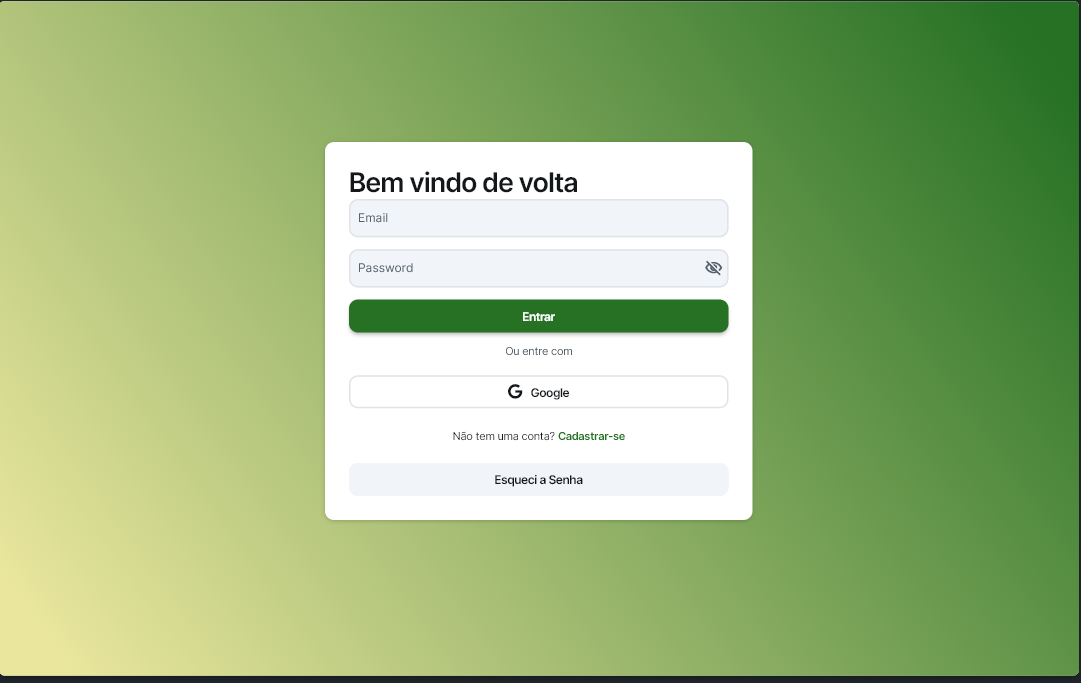 Bem vindo de volta
Email
Password
Entrar
Ou entre com
Google
Não tem uma conta? Cadastrar-se
Esqueci a Senha